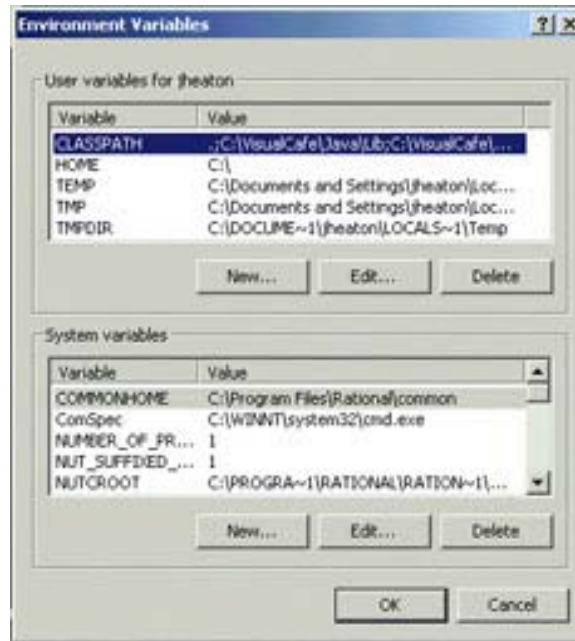 Environment Variables
User variables for jheaton
Variable Value
CLASSPATH .;C:\VisualCafe\Java\Lib;C:\VisualCafe\,...
HOME C:\
TEMP C:\Documents and Settings\jheaton\Loc...
TMP C:\Documents and Settings\jheaton\Loc...
TMPDIR C:\DOCUME~1\jheaton\LOCALS~1\Temp
New... Edit... Delete
System variables
Variable Value
COMMONHOME C:\Program Files\Rational\common
ComSpec C:\WINNT\system32\cmd.exe
NUMBER_OF_PR... 1
NUT_SUFFIXED_... 1
NUTCROOT C:\PROGRA~1\RATIONAL\RATION~1\...
New... Edit... Delete
OK Cancel